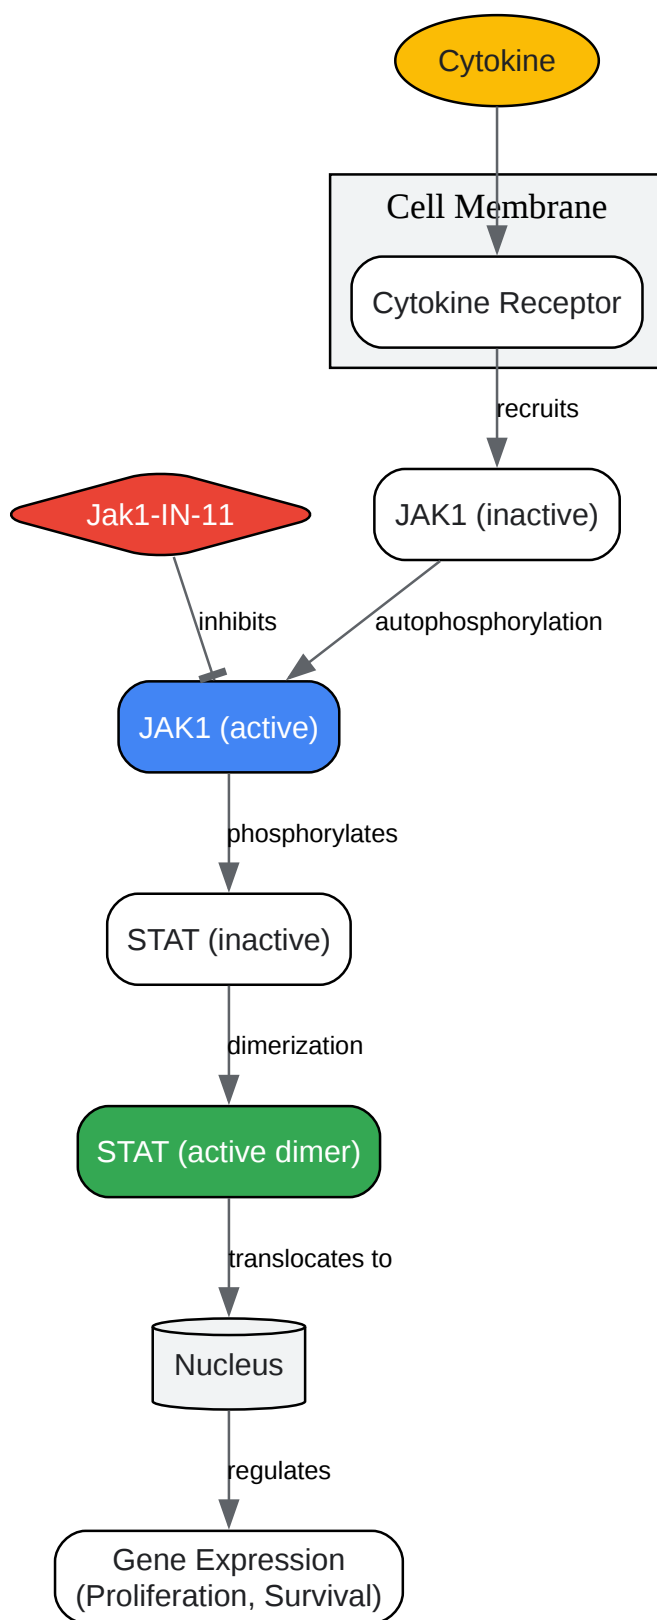 Cytokine
Cell Membrane
Cytokine Receptor
recruits
Jak1-IN-11
JAK1 (inactive)
inhibits
autophosphorylation
JAK1 (active)
phosphorylates
STAT (inactive)
dimerization
STAT (active dimer)
translocates to
Nucleus
regulates
Gene Expression
(Proliferation, Survival)